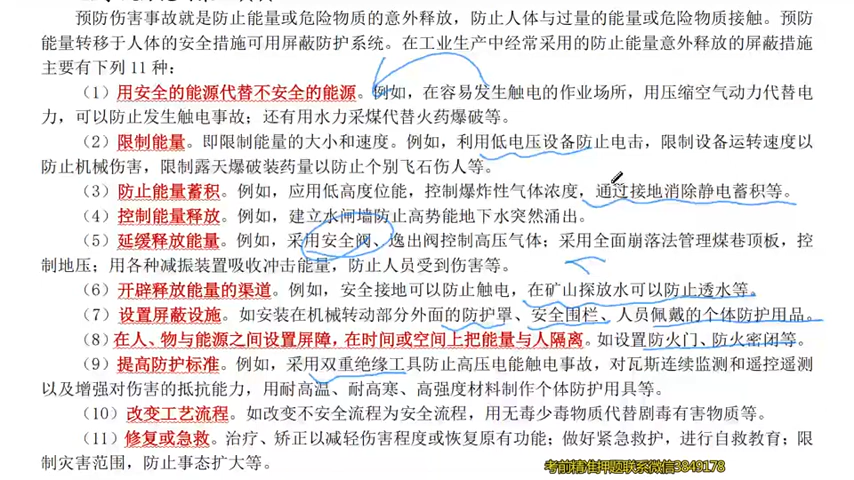 预防伤害事故就是防止能量或危险物质的意外释放，防止人体与过量的能量或危险物质接触。预防
能量转移于人体的安全措施可用屏蔽防护系统。在工业生产中经常采用的防止能量意外释放的屏蔽措施
主要有下列 11 种：
（1）用安全的能源代替不安全的能源。例如，在容易发生触电的作业场所，用压缩空气动力代替电
力，可以防止发生触电事故；还有用水力采煤代替火药爆破等。
（2）限制能量。即限制能量的大小和速度。例如，利用低电压设备防止电击，限制设备运转速度以
防止机械伤害，限制露天爆破装药量以防止个别飞石伤人等。
（3）防止能量蓄积。例如，应用低高度位能，控制爆炸性气体浓度，通过接地消除静电蓄积等。
（4）控制能量释放。例如，建立水闸墙防止高势能地下水突然涌出。
（5）延缓释放能量。例如，采用安全阀、逸出阀控制高压气体；采用全面崩落法管理煤巷顶板，控
制地压；用各种减振装置吸收冲击能量，防止人员受到伤害等。
（6）开辟释放能量的渠道。例如，安全接地可以防止触电，在矿山探放水可以防止透水等。
（7）设置屏蔽设施。如安装在机械转动部分外面的防护罩、安全围栏、人员佩戴的个体防护用品。
（8）在人、物与能源之间设置屏障，在时间或空间上把能量与人隔离。如设置防火门、防火密闭等。
（9）提高防护标准。例如，采用双重绝缘工具防止高压电能触电事故，对瓦斯连续监测和遥控遥测
以及增强对伤害的抵抗能力，用耐高温、耐高寒、高强度材料制作个体防护用具等。
（10）改变工艺流程。如改变不安全流程为安全流程，用无毒少毒物质代替剧毒有害物质等。
（11）修复或急救。治疗、矫正以减轻伤害程度或恢复原有功能；做好紧急救护，进行自救教育；限
制灾害范围，防止事态扩大等。
考前精准押题联系微信3849178